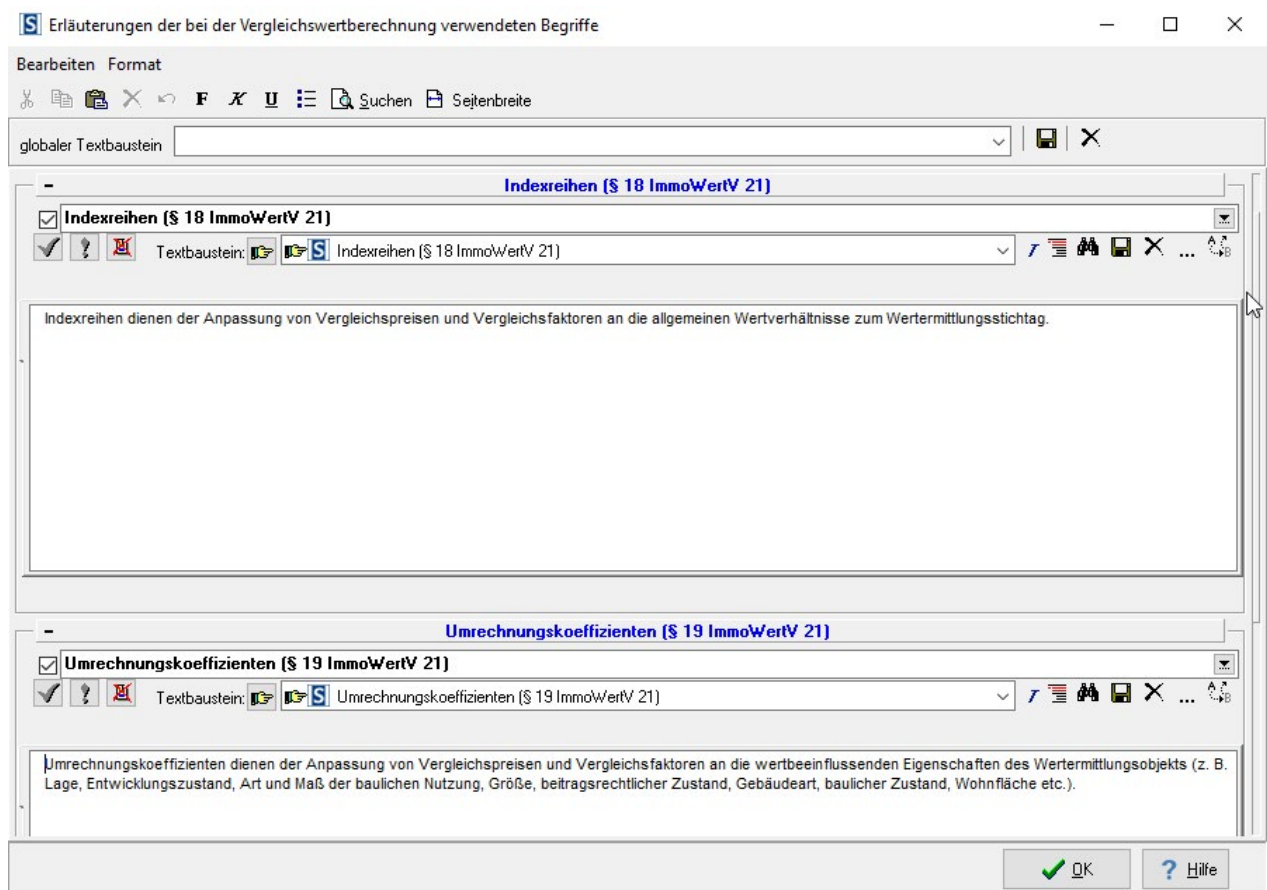 S Erläuterungen der bei der Vergleichswertberechnung verwendeten Begriffe
Bearbeiten Format
F K U Suchen Seitenbreite
globaler Textbaustein
Indexreihen (§ 18 ImmoWertV 21)
Indexreihen (§ 18 ImmoWertV 21)
Textbaustein: S Indexreihen (§ 18 ImmoWertV 21) I ... A B
Indexreihen dienen der Anpassung von Vergleichspreisen und Vergleichsfaktoren an die allgemeinen Wertverhältnisse zum Wertermittlungsstichtag.
Umrechnungskoeffizienten (§ 19 ImmoWertV 21)
Umrechnungskoeffizienten (§ 19 ImmoWertV 21)
Textbaustein: S Umrechnungskoeffizienten (§ 19 ImmoWertV 21) I ... A B
Umrechnungskoeffizienten dienen der Anpassung von Vergleichspreisen und Vergleichsfaktoren an die wertbeeinflussenden Eigenschaften des Wertermittlungsobjekts (z. B.
Lage, Entwicklungszustand, Art und Maß der baulichen Nutzung, Größe, beitragsrechtlicher Zustand, Gebäudeart, baulicher Zustand, Wohnfläche etc.).
OK ? Hilfe